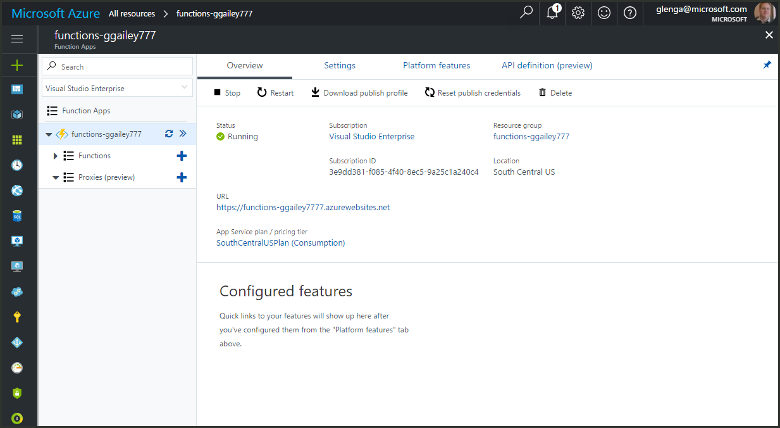 Microsoft Azure All resources > functions-ggailey777
1
glenga@microsoft.com
MICROSOFT
functions-ggailey777
Function Apps
Search
Visual Studio Enterprise
Function Apps
functions-ggailey777
Functions
Proxies (preview)
Overview Settings Platform features API definition (preview)
Stop Restart Download publish profile Reset publish credentials Delete
Status Subscription Resource group
Running Visual Studio Enterprise functions-ggailey777
Subscription ID Location
3e9dd381-f085-4f40-8ec5-9a25c1a240c4 South Central US
URL
https://functions-ggailey7777.azurewebsites.net
App Service plan / pricing tier
SouthCentralUSPlan (Consumption)
Configured features
Quick links to your features will show up here after
you've configured them from the "Platform features" tab
above.